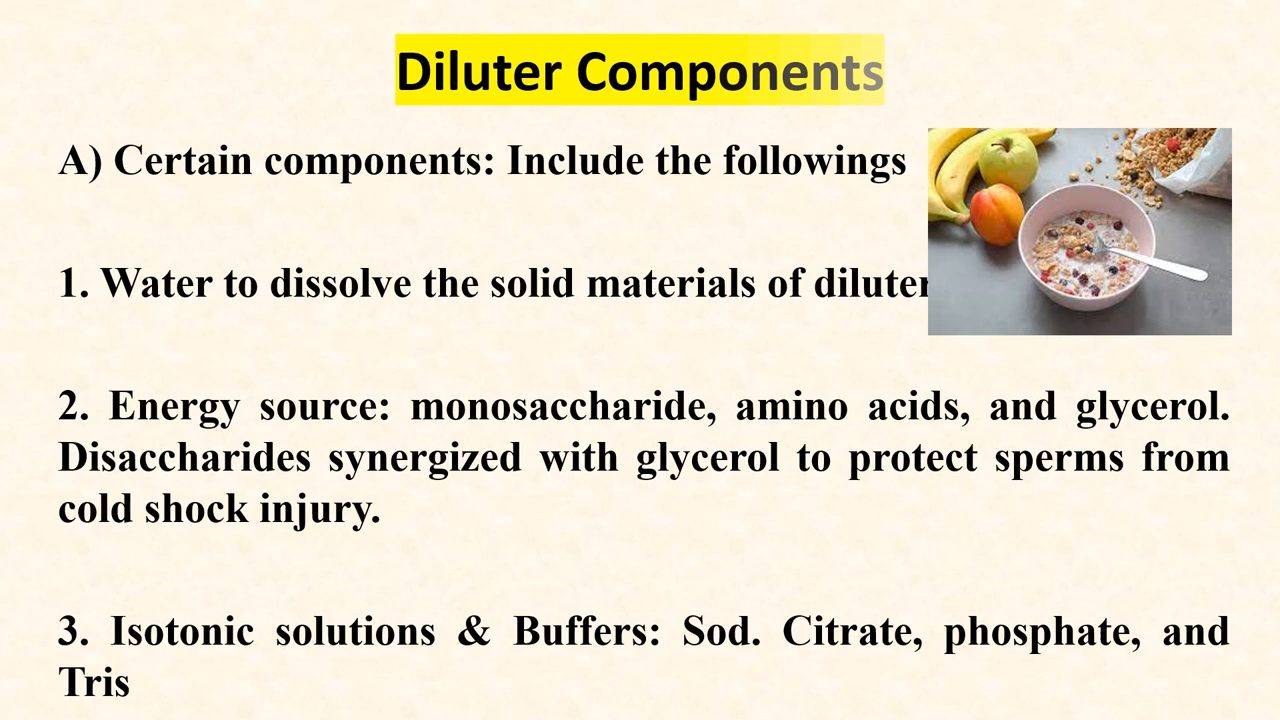 Diluter Components
A) Certain components: Include the followings
1. Water to dissolve the solid materials of diluter
2. Energy source: monosaccharide, amino acids, and glycerol.
Disaccharides synergized with glycerol to protect sperms from
cold shock injury.
3. Isotonic solutions & Buffers: Sod. Citrate, phosphate, and
Tris